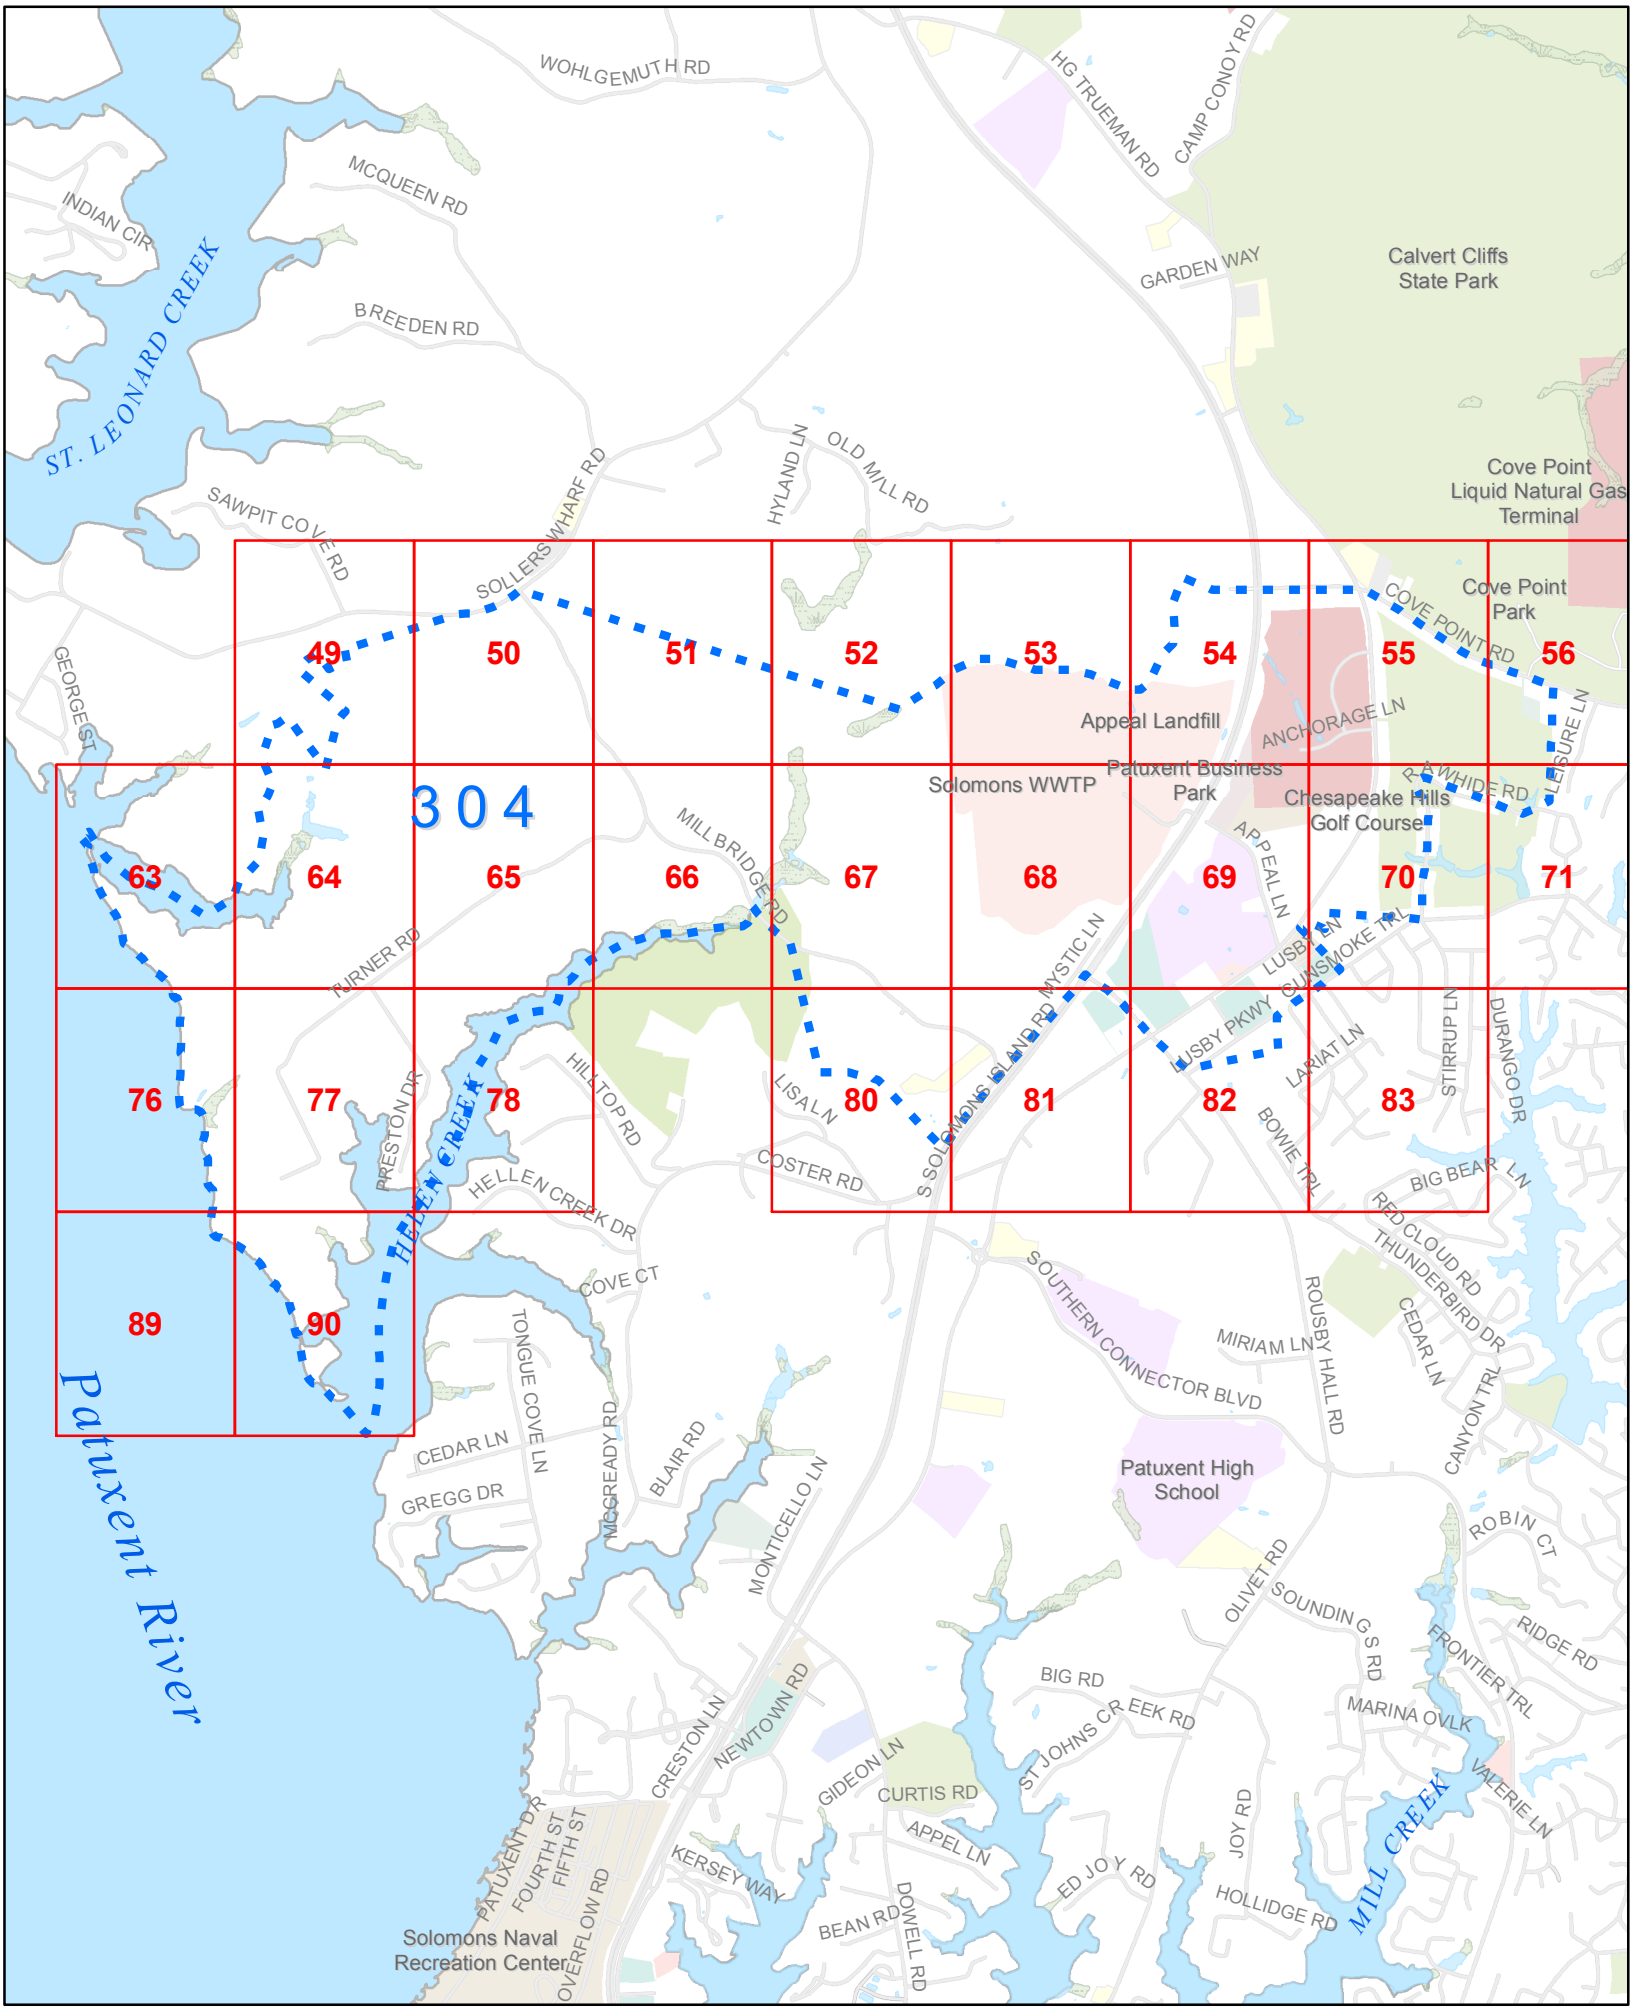 WOHLGEMUTH RD
HG TRUEMAN RD
CAMP CONOY RD
MCQUEEN RD
INDIAN CIR
ST. LEONARD CREEK
GARDEN WAY
Calvert Cliffs
State Park
BREEDEN RD
HYLAND LN
OLD MILL RD
SAWPIT COVE RD
SOLLERS WHARF RD
Cove Point
Liquid Natural Gas
Terminal
COVE POINT RD
Cove Point
Park
GEORGE ST
49
50
51
52
53
54
55
56
LEISURE LN
Appeal Landfill
ANCHORAGE LN
Solomons WWTP
Patuxent Business
Park
RAWHIDE RD
Chesapeake Hills
Golf Course
304
MILL BRIDGE RD
APPEAL LN
63
64
65
66
67
68
69
70
71
TURNER RD
MYSTIC LN
LUSBY LN
GUNSMOKE TRL
LUSBY PKWY
S SOLOMONS ISLAND RD
STIRRUP LN
DURANGO DR
LARIAT LN
HILLTOP RD
LISA LN
PRESTON DR
76
77
78
80
81
82
83
HELEN CREEK
BOWIE TRL
COSTER RD
HELLEN CREEK DR
BIG BEAR LN
RED CLOUD RD
THUNDERBIRD DR
COVE CT
SOUTHERN CONNECTOR BLVD
ROUSBY HALL RD
89
90
MIRIAM LN
CEDAR LN
CANYON TRL
TONGUE COVE LN
Patuxent River
MCCREADY RD
BLAIR RD
CEDAR LN
GREGG DR
MONTICELLO LN
Patuxent High
School
ROBIN CT
OLIVET RD
SOUNDINGS RD
RIDGE RD
FRONTIER TRL
BIG RD
ST JOHNS CREEK RD
MARINA OVLK
NEWTOWN RD
CRESTON LN
GIDEON LN
CURTIS RD
VALERIE LN
MILL CREEK
JOY RD
APPEL LN
PATUXENT DR
FOURTH ST
FIFTH ST
KERSEY WAY
ED JOY RD
HOLLIDGE RD
OVERFLOW RD
BEAN RD
DOWELL RD
Solomons Naval
Recreation Center